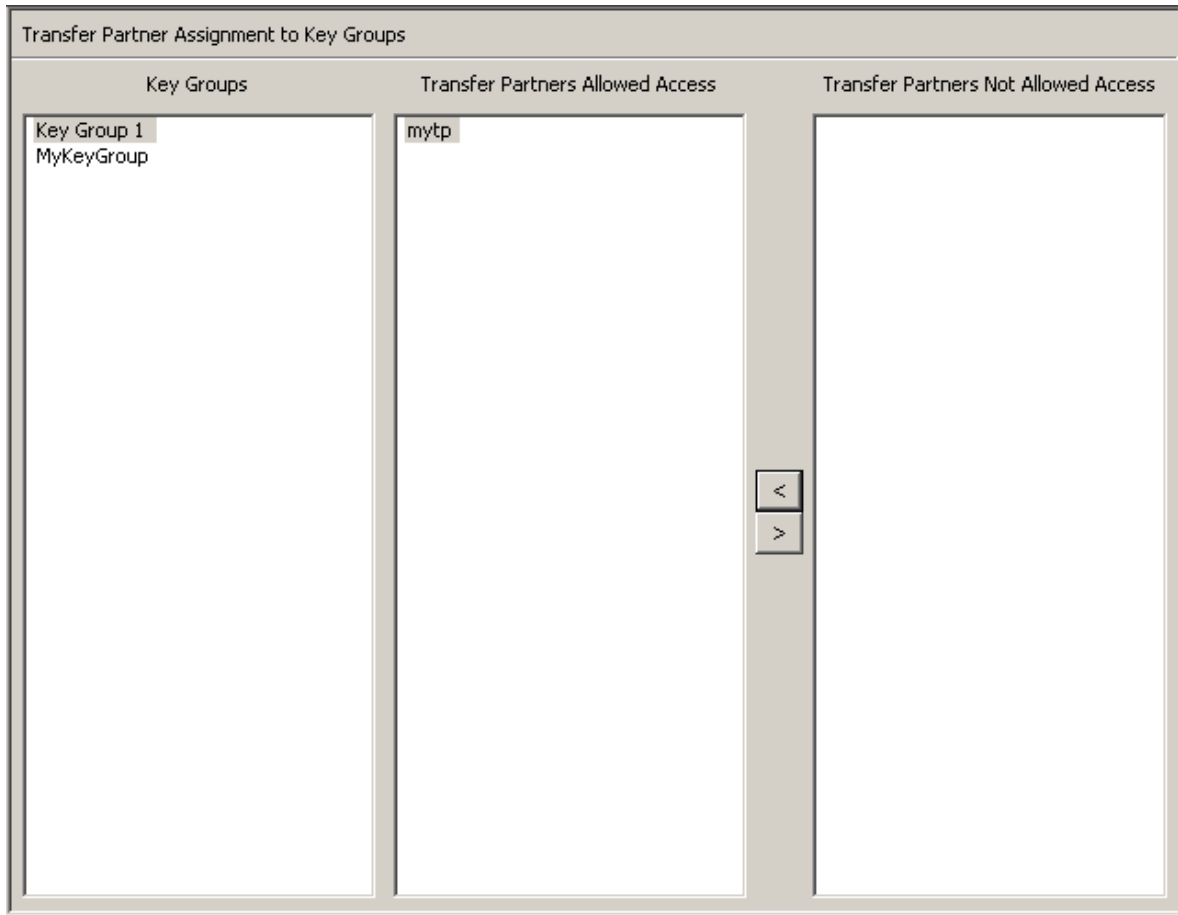 Transfer Partner Assignment to Key Groups
Key Groups
Transfer Partners Allowed Access
Transfer Partners Not Allowed Access
Key Group 1
MyKeyGroup
mytp
<
>